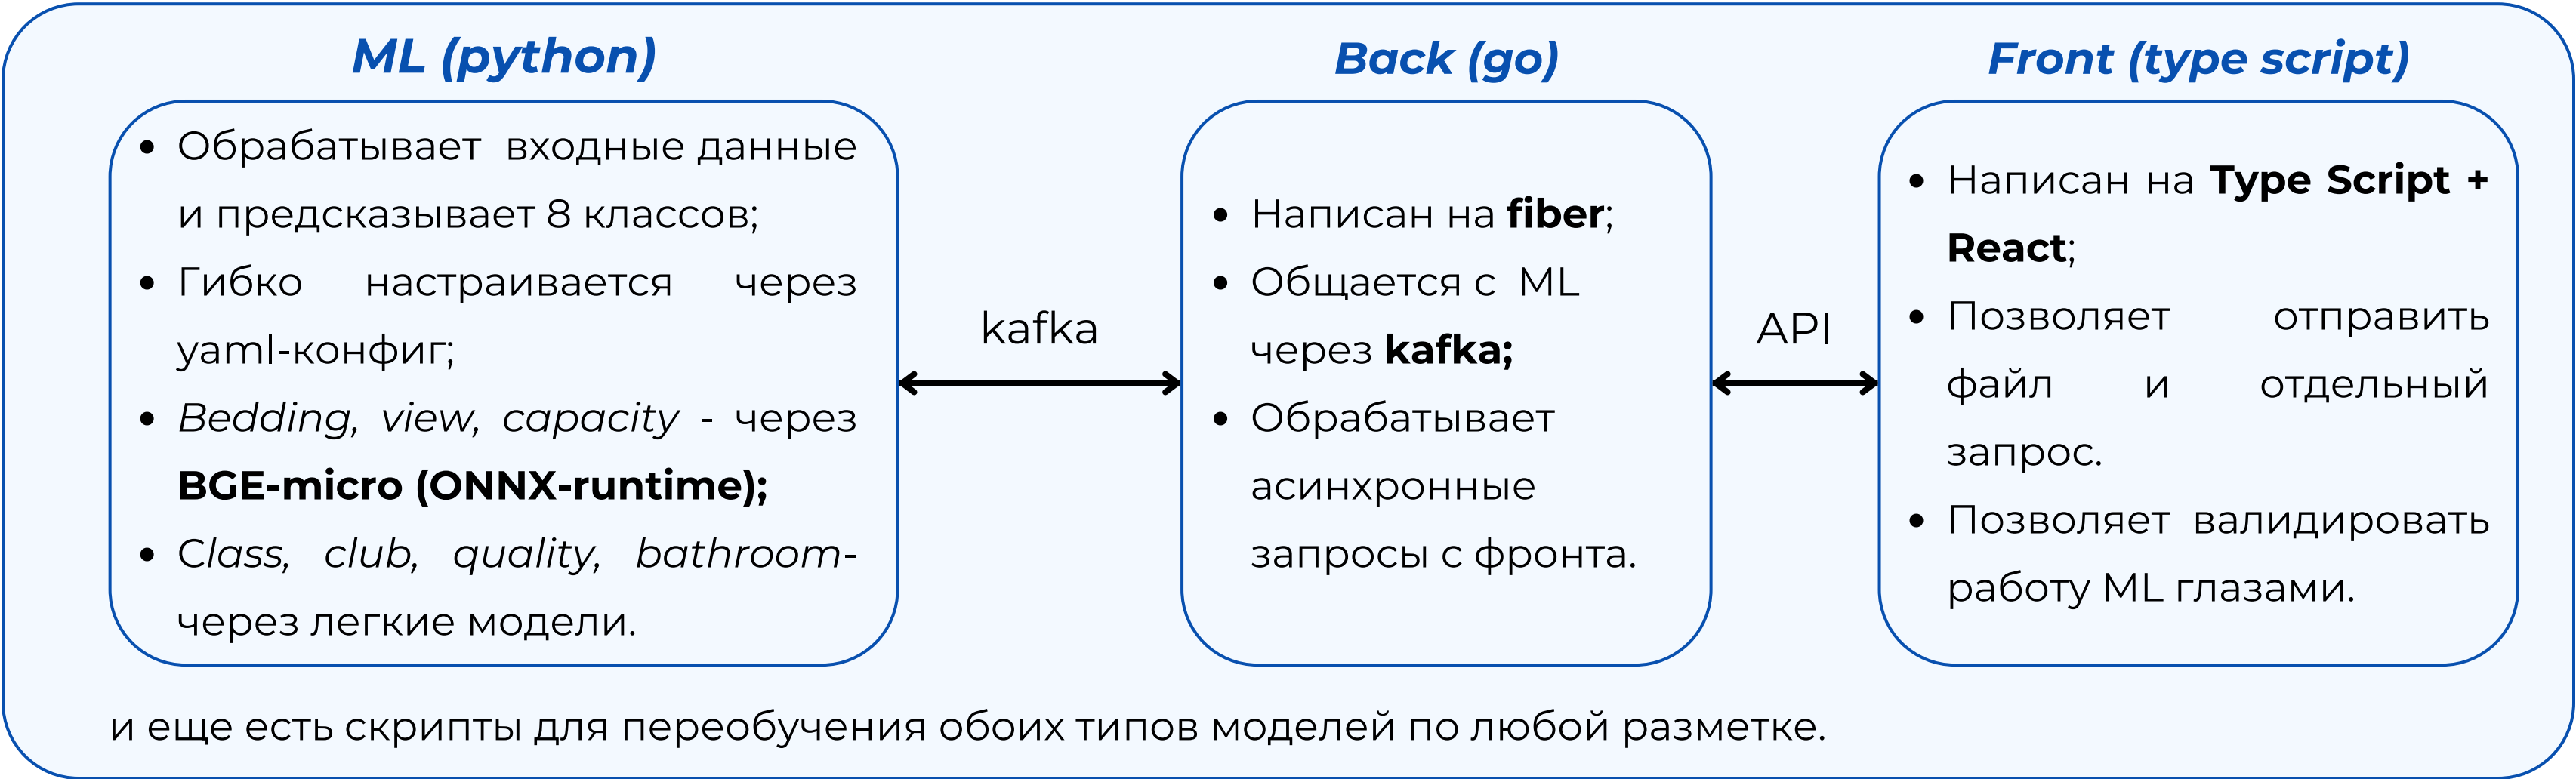 ML (python)
• Обрабатывает входные данные
и предсказывает 8 классов;
• Гибко настраивается через
yaml-конфиг;
• Bedding, view, capacity - через
BGE-micro (ONNX-runtime);
• Class, club, quality, bathroom-
через легкие модели.
kafka
Back (go)
• Написан на fiber;
• Общается с ML
через kafka;
• Обрабатывает
асинхронные
запросы с фронта.
API
Front (type script)
• Написан на Type Script +
React;
• Позволяет отправить
файл и отдельный
запрос.
• Позволяет валидировать
работу ML глазами.
и еще есть скрипты для переобучения обоих типов моделей по любой разметке.